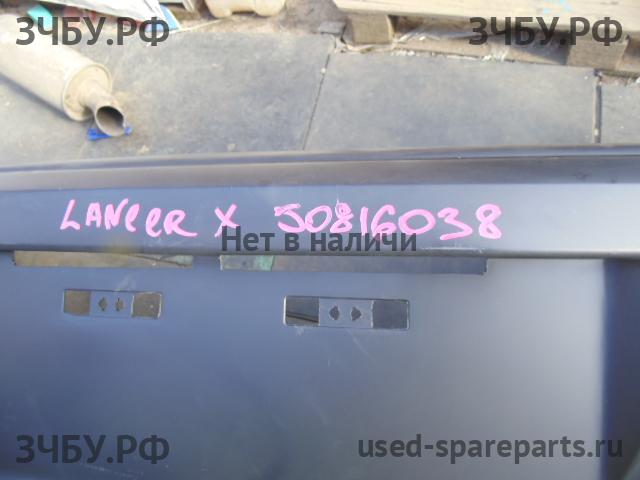 ЗЧБУ.РФ
ЗЧБУ.РФ
LANCER X 50816038
Нет в наличи
ЗЧБУ.РФ
used-spareparts.ru